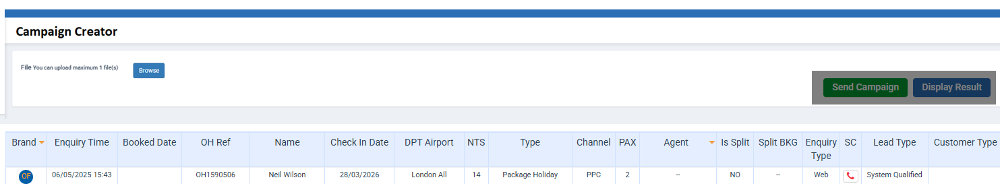 Campaign Creator
File You can upload maximum 1 file(s) Browse
Send Campaign Display Result
Brand Enquiry Time Booked Date OH Ref Name Check In Date DPT Airport NTS Type Channel PAX Agent Is Split Split BKG Enquiry Type SC Lead Type Customer Type
OF 06/05/2025 15:43 OH1590506 Neil Wilson 28/03/2026 London All 14 Package Holiday PPC 2 -- NO -- Web System Qualified